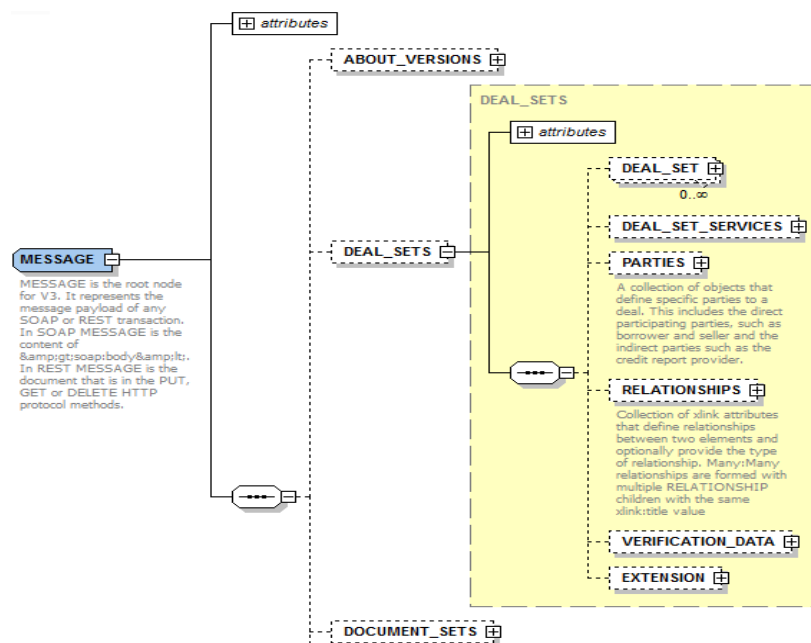 attributes
ABOUT_VERSIONS
DEAL_SETS
attributes
DEAL_SET
0..∞
DEAL_SET_SERVICES
DEAL_SETS
MESSAGE
PARTIES
MESSAGE is the root node
for V3. It represents the
message payload of any
SOAP or REST transaction.
In SOAP MESSAGE is the
content of
&amp;gt;soap:body&amp;lt;.
In REST MESSAGE is the
document that is in the PUT,
GET or DELETE HTTP
protocol methods.
A collection of objects that
define specific parties to a
deal. This includes the direct
participating parties, such as
borrower and seller and the
indirect parties such as the
credit report provider.
RELATIONSHIPS
Collection of xlink attributes
that define relationships
between two elements and
optionally provide the type
of relationship. Many:Many
relationships are formed with
multiple RELATIONSHIP
children with the same
xlink:title value
VERIFICATION_DATA
EXTENSION
DOCUMENT_SETS